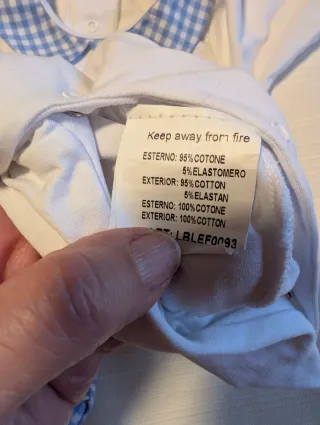 Keep away from fire
ESTERNO: 95%COTONE
5%ELASTOMERO
EXTERIOR: 95%COTTON
5%ELASTAN
ESTERNO: 100%COTONE
EXTERIOR: 100%COTTON
LBLEF0093